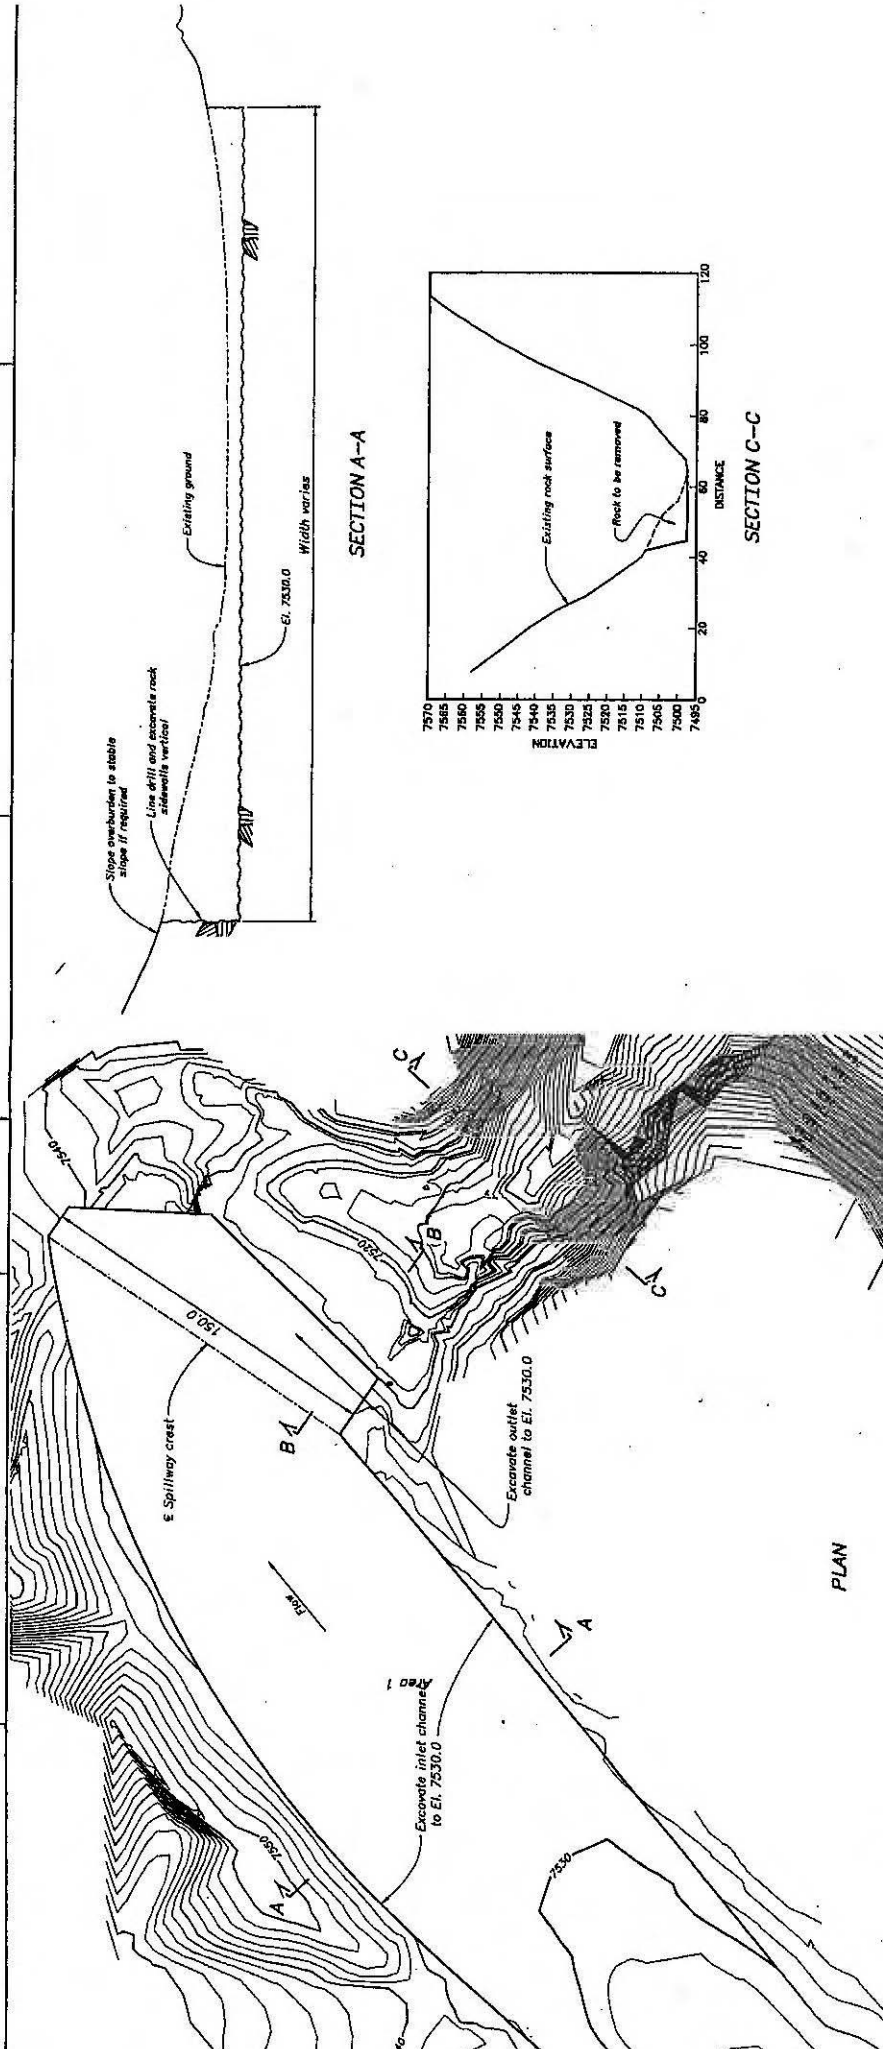 Slope overburden to stable
slope if required
Line drill and excavate rock
sidewalls vertical
Existing ground
El. 7530.0
Width varies
SECTION A-A
ELEVATION
7570
7565
7560
7555
7550
7545
7540
7535
7530
7525
7520
7515
7510
7505
7500
7495
Existing rock surface
Rock to be removed
0
20
40
60
80
100
120
DISTANCE
SECTION C-C
7540
7520
150.0
℄ Spillway crest
B
B
C
C
Excavate outlet
channel to El. 7530.0
Flow
Area 1
A
A
Excavate inlet channel
to El. 7530.0
7550
7530
PLAN